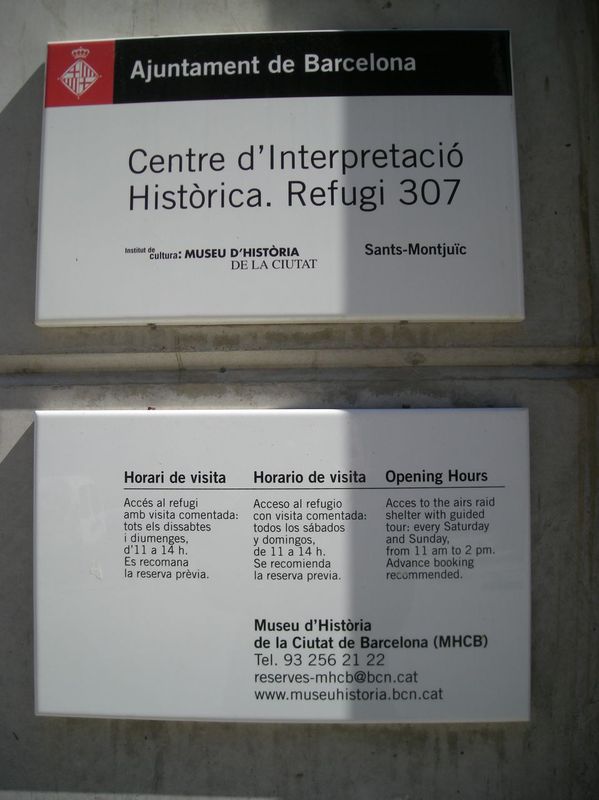 Ajuntament de Barcelona
Centre d'Interpretació
Històrica. Refugi 307
Institut de
cultura: MUSEU D'HISTÒRIA
DE LA CIUTAT
Sants-Montjuïc
Horari de visita
Accés al refugi
amb visita comentada:
tots els dissabtes
i diumenges,
d'11 a 14 h.
Es recomana
la reserva prèvia.
Horario de visita
Acceso al refugio
con visita comentada:
todos los sábados
y domingos,
de 11 a 14 h.
Se recomienda
la reserva previa.
Opening Hours
Acces to the airs raid
shelter with guided
tour: every Saturday
and Sunday,
from 11 am to 2 pm.
Advance booking
recommended.
Museu d'Història
de la Ciutat de Barcelona (MHCB)
Tel. 93 256 21 22
reserves-mhcb@bcn.cat
www.museuhistoria.bcn.cat